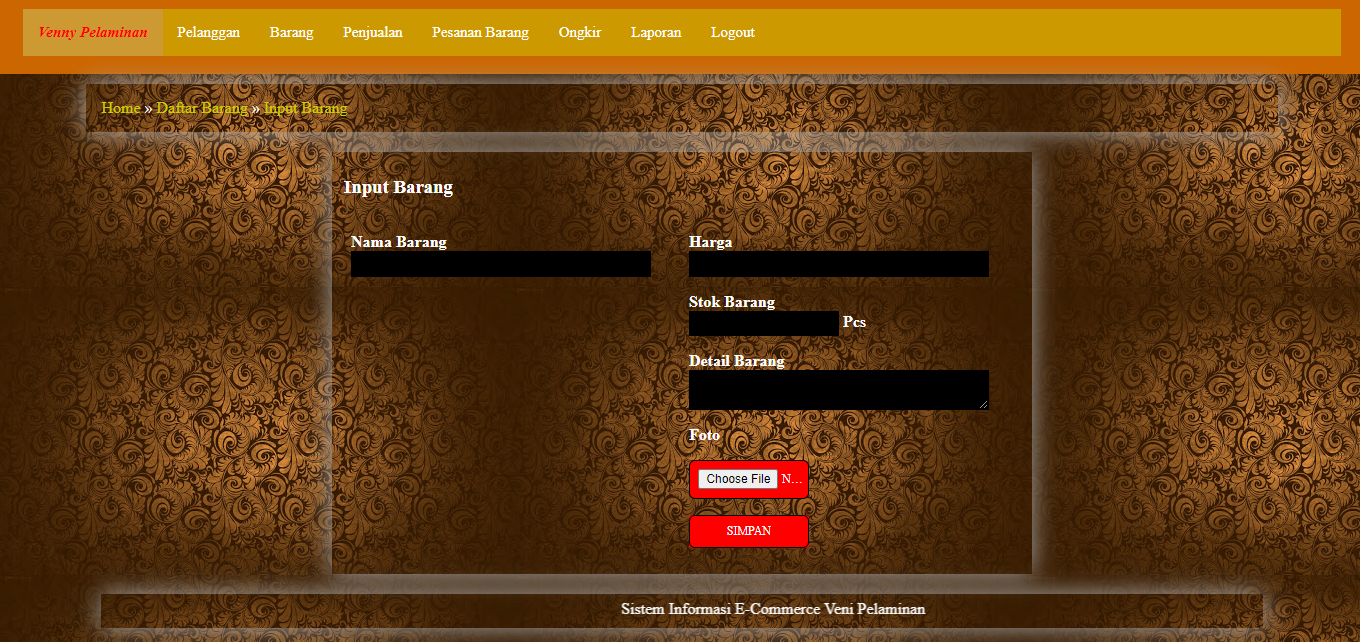 Venny Pelaminan Pelanggan Barang Penjualan Pesanan Barang Ongkir Laporan Logout
Home » Daftar Barang » Input Barang
Input Barang
Nama Barang
Harga
Stok Barang
Pcs
Detail Barang
Foto
Choose File N...
SIMPAN
Sistem Informasi E-Commerce Veni Pelaminan